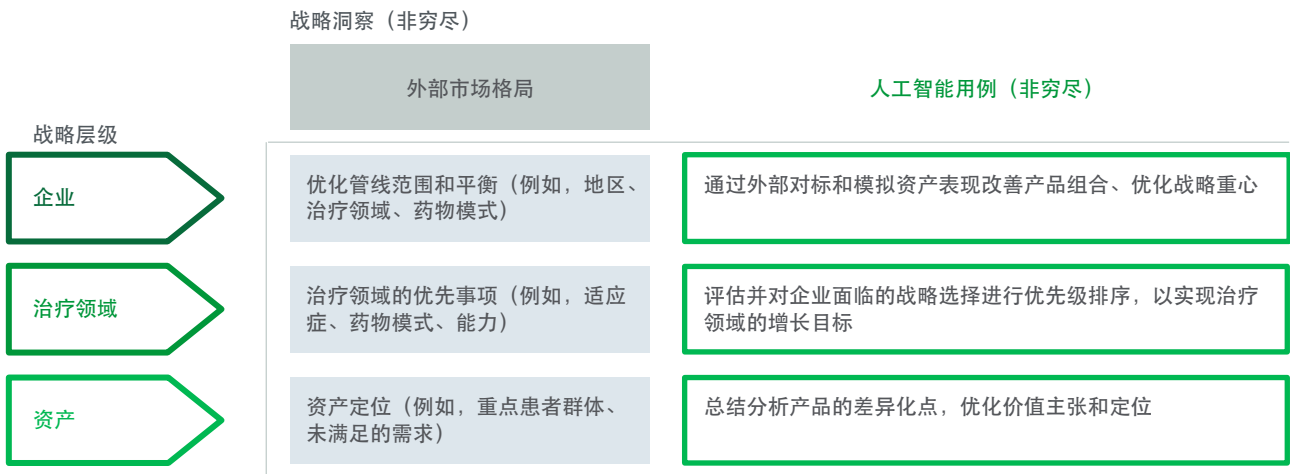 战略洞察（非穷尽）
外部市场格局
人工智能用例（非穷尽）
战略层级
企业
优化管线范围和平衡（例如，地区、
治疗领域、药物模式）
通过外部对标和模拟资产表现改善产品组合、优化战略重心
治疗领域
治疗领域的优先事项（例如，适应
症、药物模式、能力）
评估并对企业面临的战略选择进行优先级排序，以实现治疗
领域的增长目标
资产
资产定位（例如，重点患者群体、
未满足的需求）
总结分析产品的差异化点，优化价值主张和定位